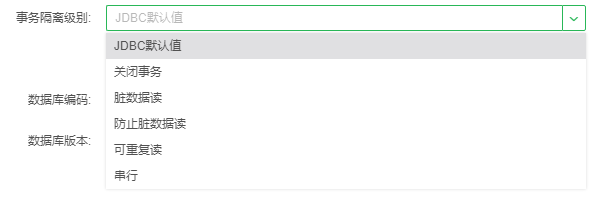 事务隔离级别: JDBC默认值
JDBC默认值
关闭事务
脏数据读
数据库编码:
防止脏数据读
数据库版本:
可重复读
串行